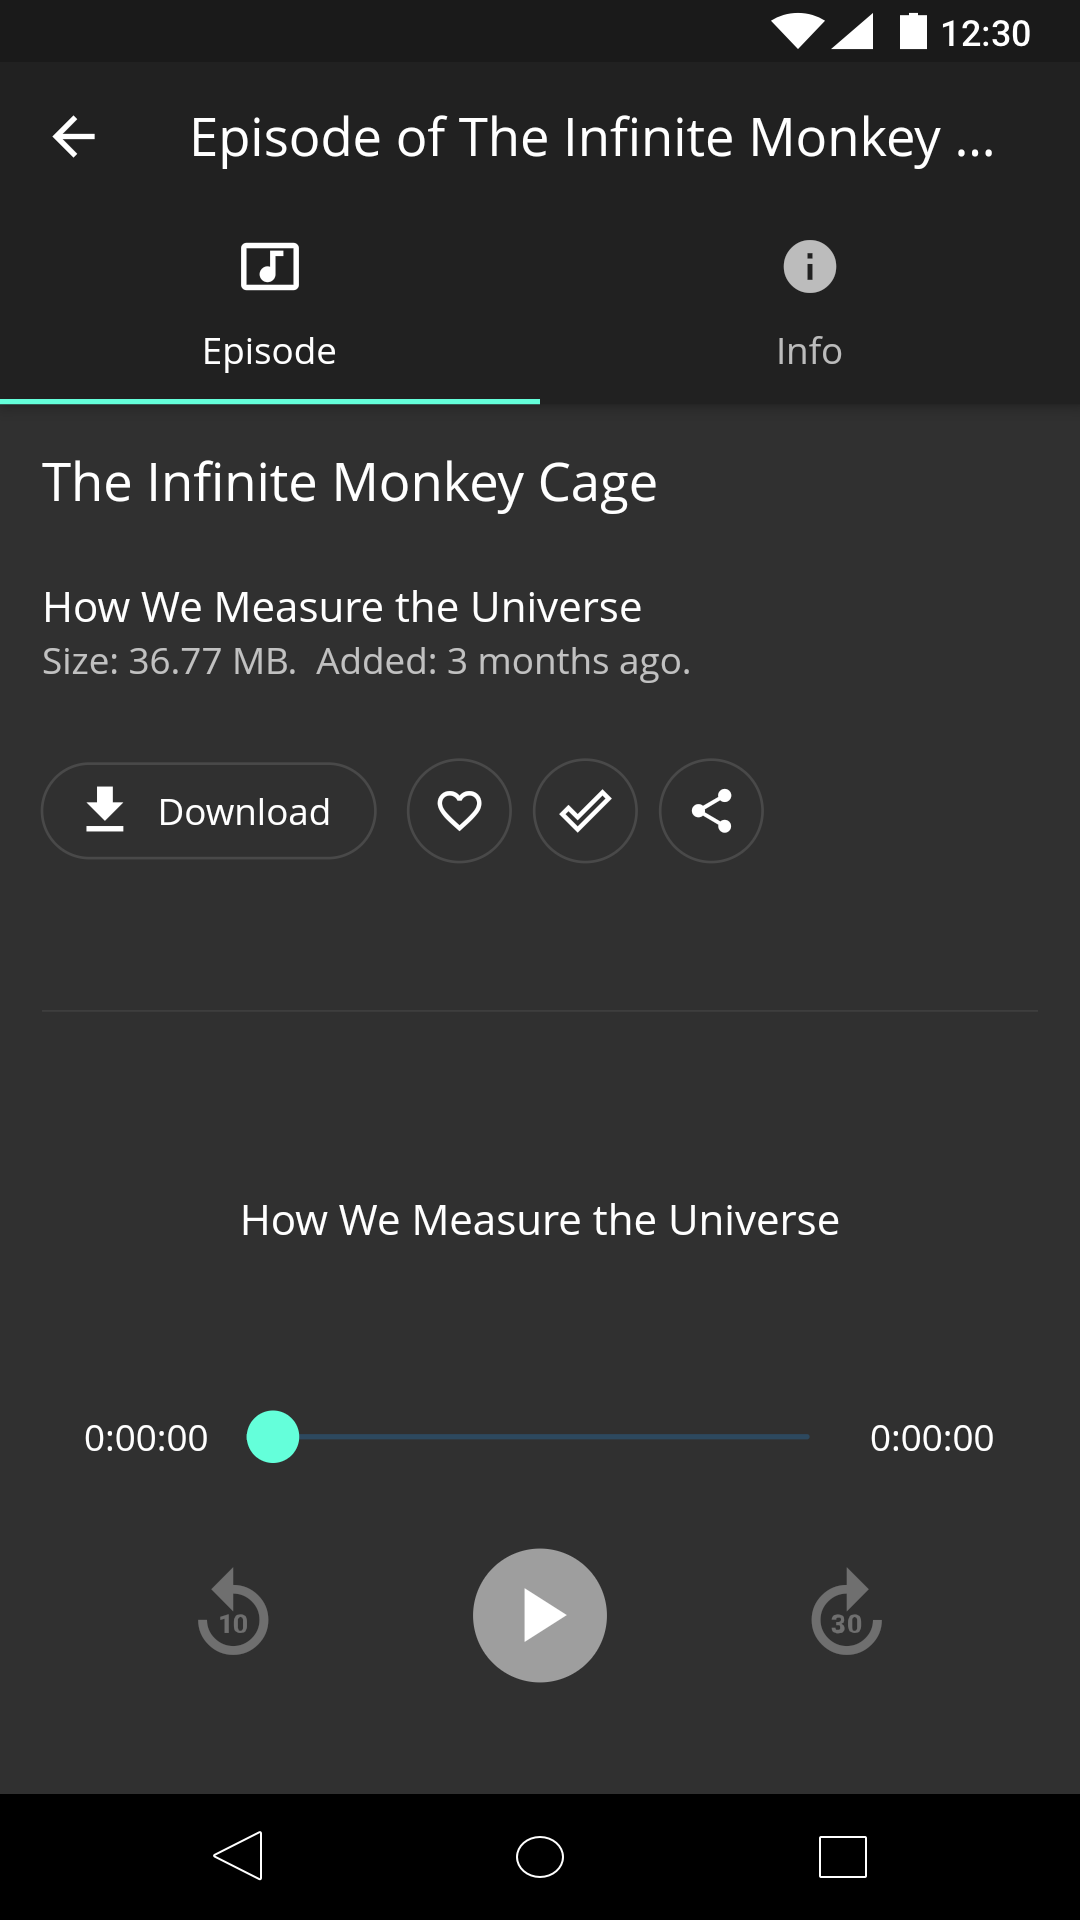 12:30
Episode of The Infinite Monkey ...
Episode
Info
The Infinite Monkey Cage
How We Measure the Universe
Size: 36.77 MB.  Added: 3 months ago.
Download
How We Measure the Universe
0:00:00
0:00:00
10
30